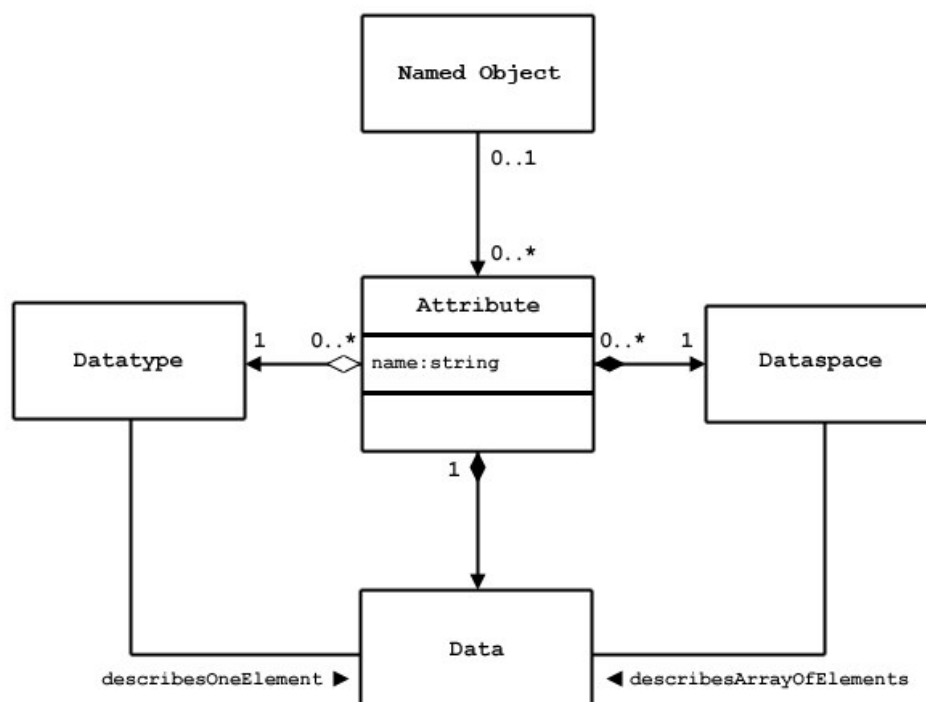 Named Object
0..1
0..*
Attribute
name:string
Datatype
1
0..*
0..*
1
Dataspace
1
Data
describesOneElement ▶
◀ describesArrayOfElements